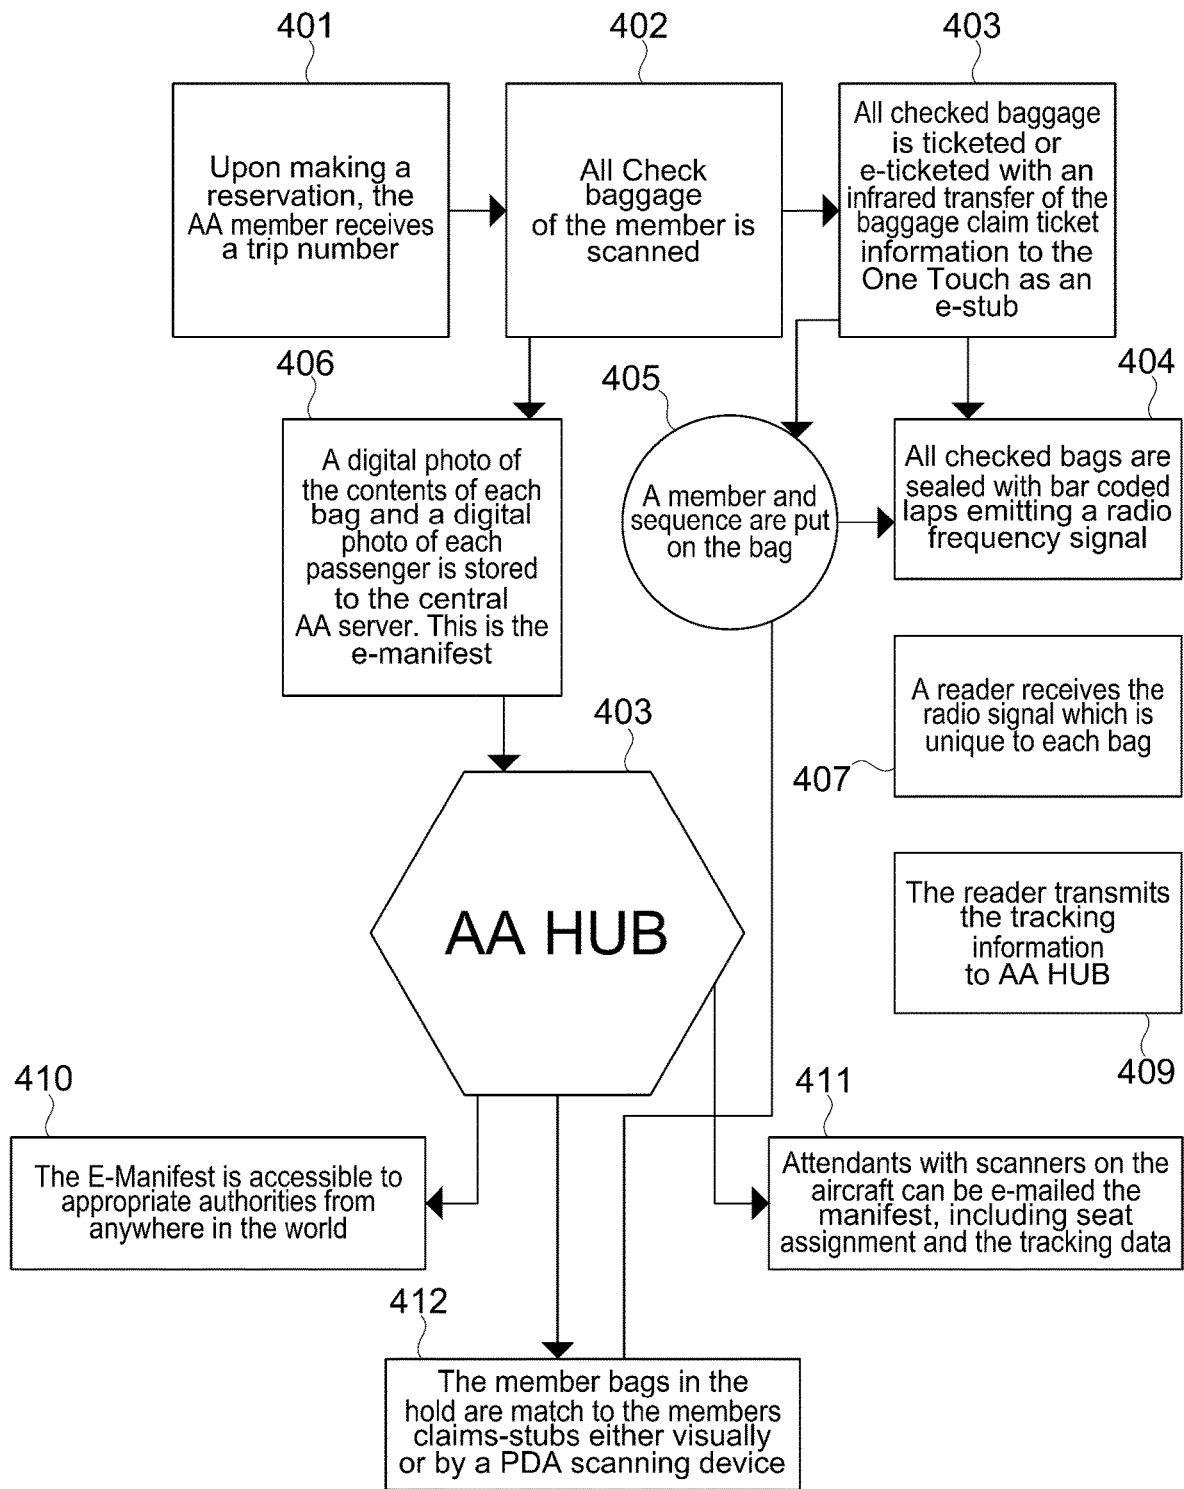 401
402
403
Upon making a
reservation, the
AA member receives
a trip number
All Check
baggage
of the member is
scanned
All checked baggage
is ticketed or
e-ticketed with an
infrared transfer of the
baggage claim ticket
information to the
One Touch as an
e-stub
406
405
404
A digital photo of
the contents of each
bag and a digital
photo of each
passenger is stored
to the central
AA server. This is the
e-manifest
A member and
sequence are put
on the bag
All checked bags are
sealed with bar coded
laps emitting a radio
frequency signal
A reader receives the
radio signal which is
unique to each bag
407
403
AA HUB
The reader transmits
the tracking
information
to AA HUB
409
410
411
The E-Manifest is accessible to
appropriate authorities from
anywhere in the world
Attendants with scanners on the
aircraft can be e-mailed the
manifest, including seat
assignment and the tracking data
412
The member bags in the
hold are match to the members
claims-stubs either visually
or by a PDA scanning device